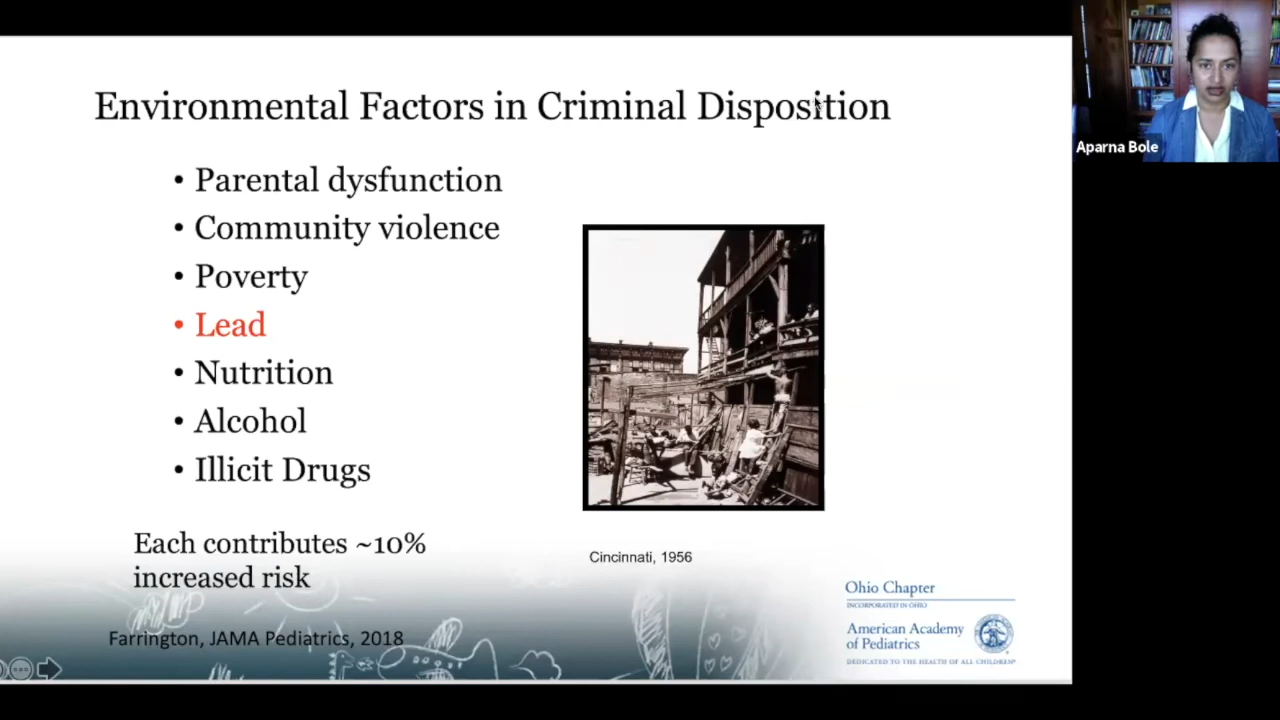 Environmental Factors in Criminal Disposition
• Parental dysfunction
• Community violence
• Poverty
• Lead
• Nutrition
• Alcohol
• Illicit Drugs
Each contributes ~10%
increased risk
Farrington, JAMA Pediatrics, 2018
Cincinnati, 1956
Ohio Chapter
INCORPORATED IN OHIO
American Academy
of Pediatrics
DEDICATED TO THE HEALTH OF ALL CHILDREN®
Aparna Bole